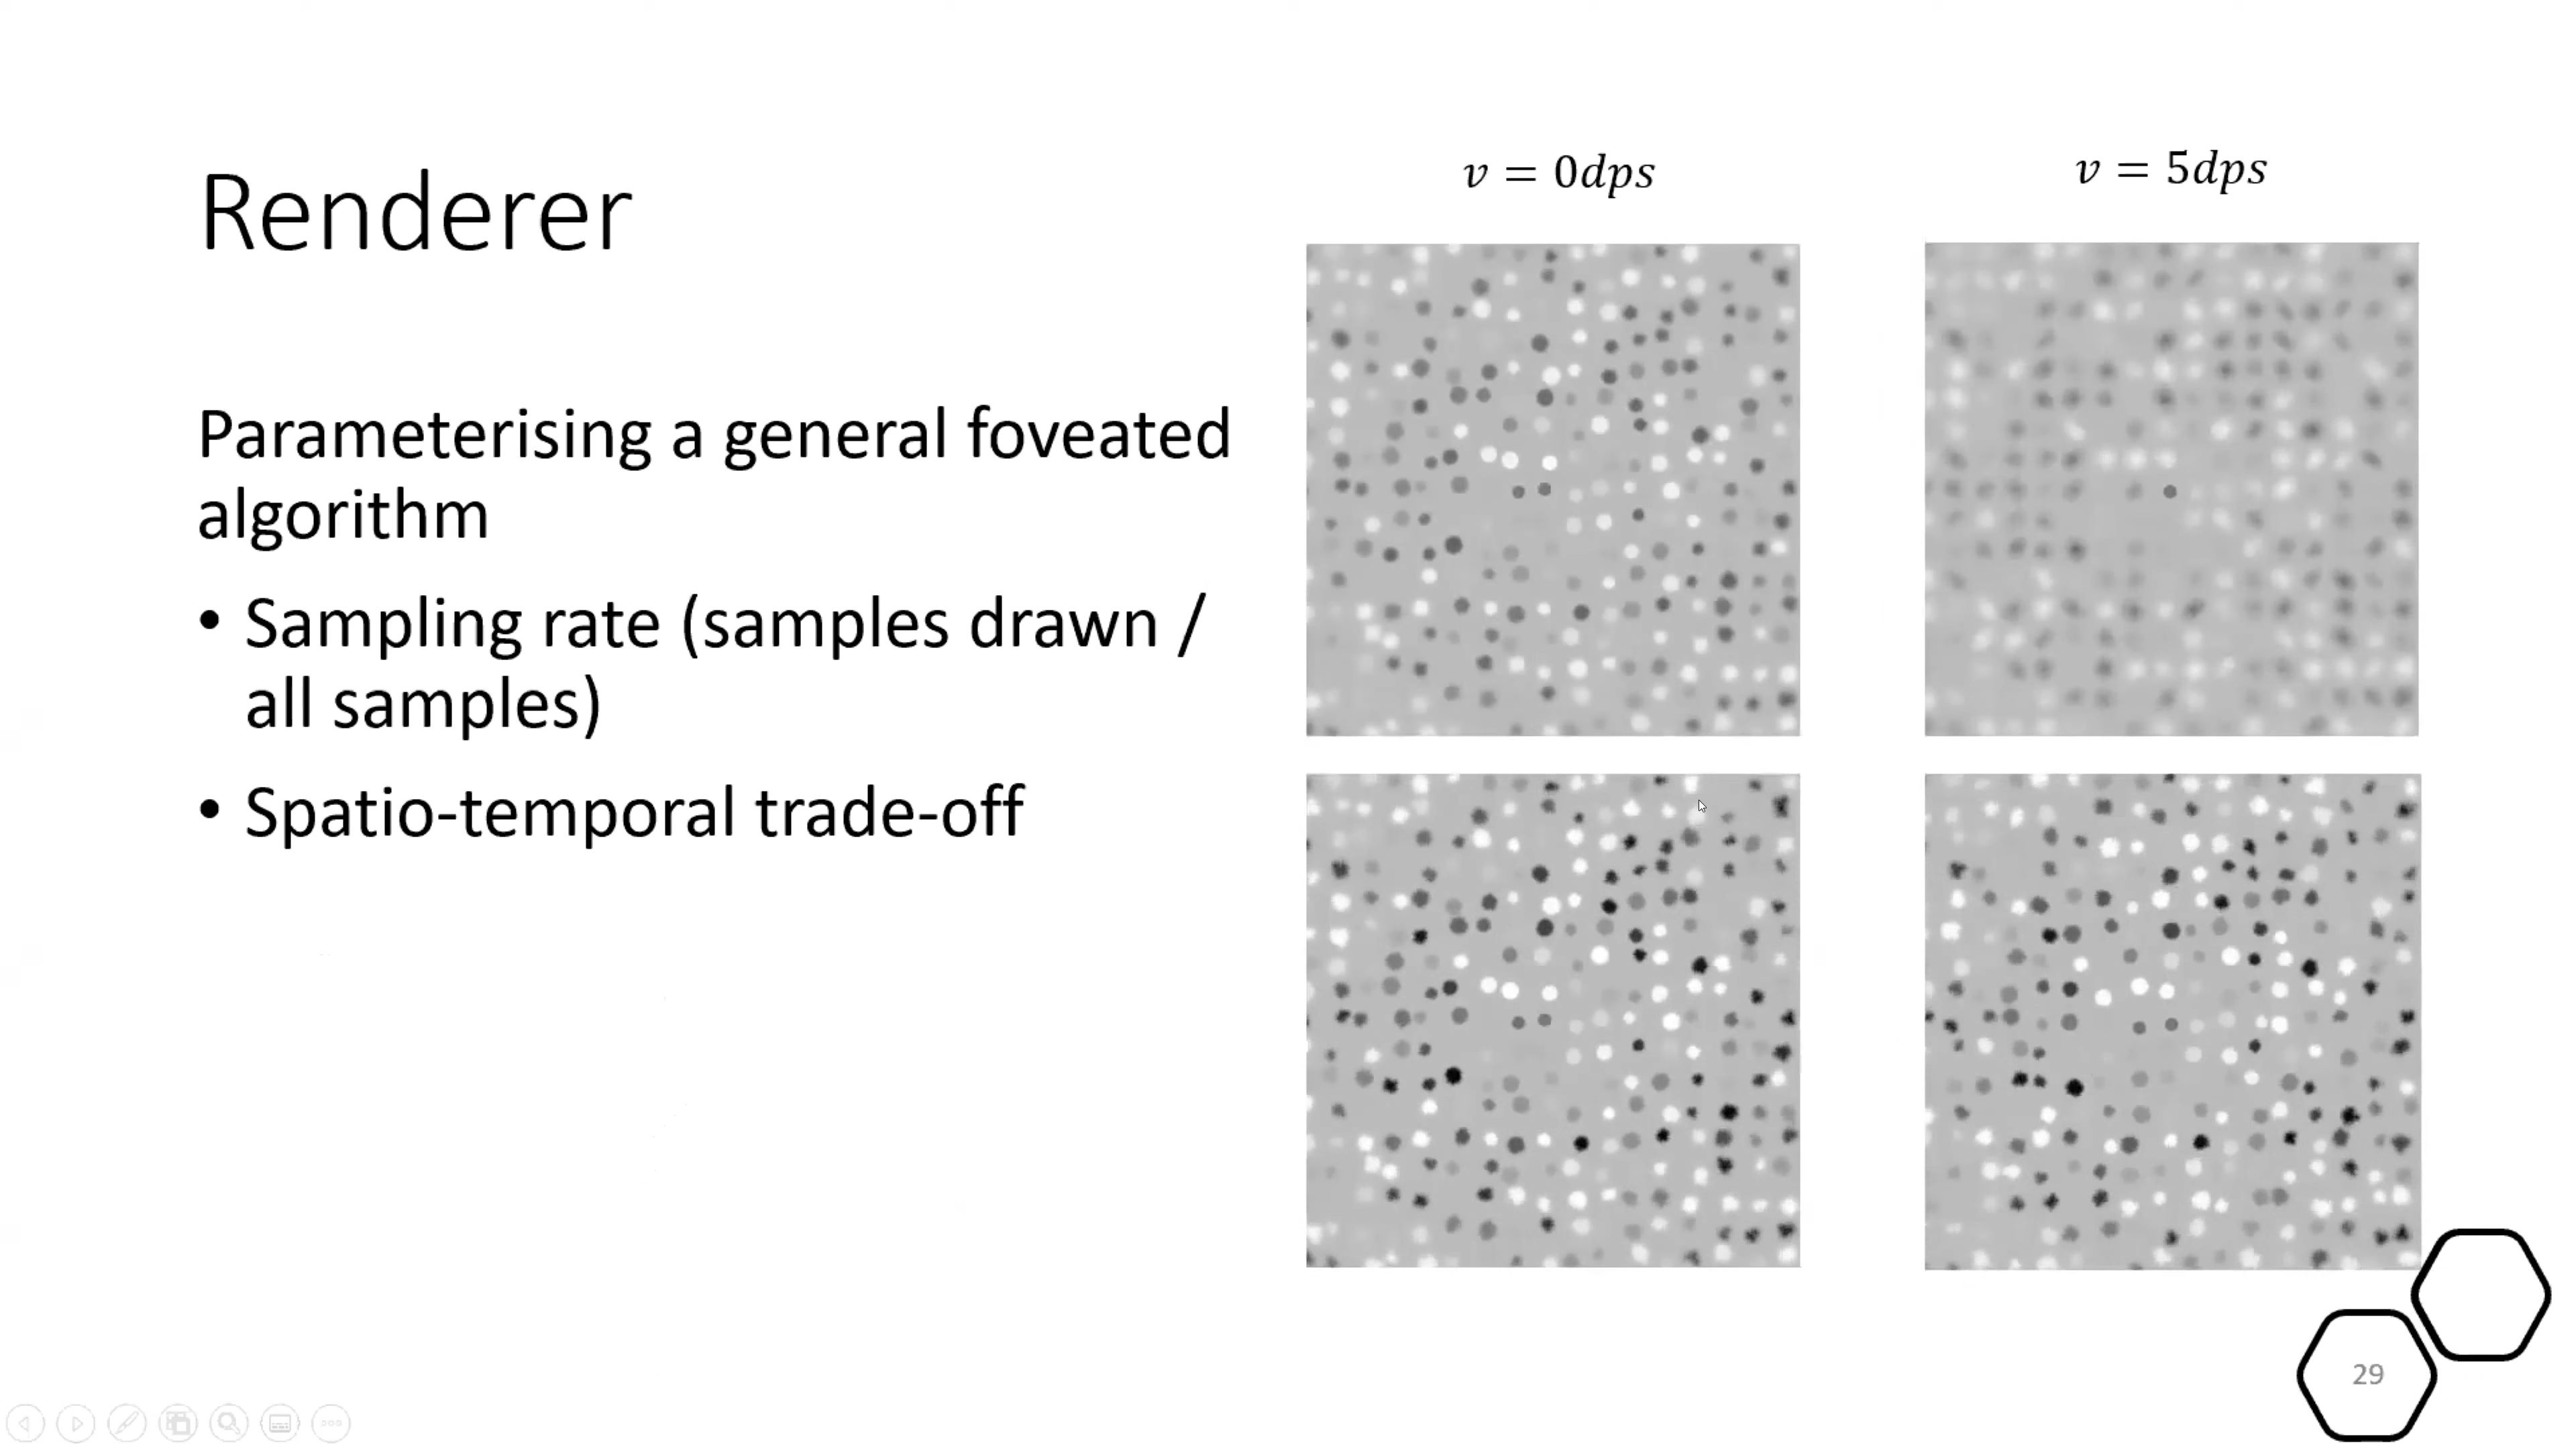 Renderer
Parameterising a general foveated
algorithm
• Sampling rate (samples drawn /
all samples)
• Spatio-temporal trade-off
v = 0dps
v = 5dps
29